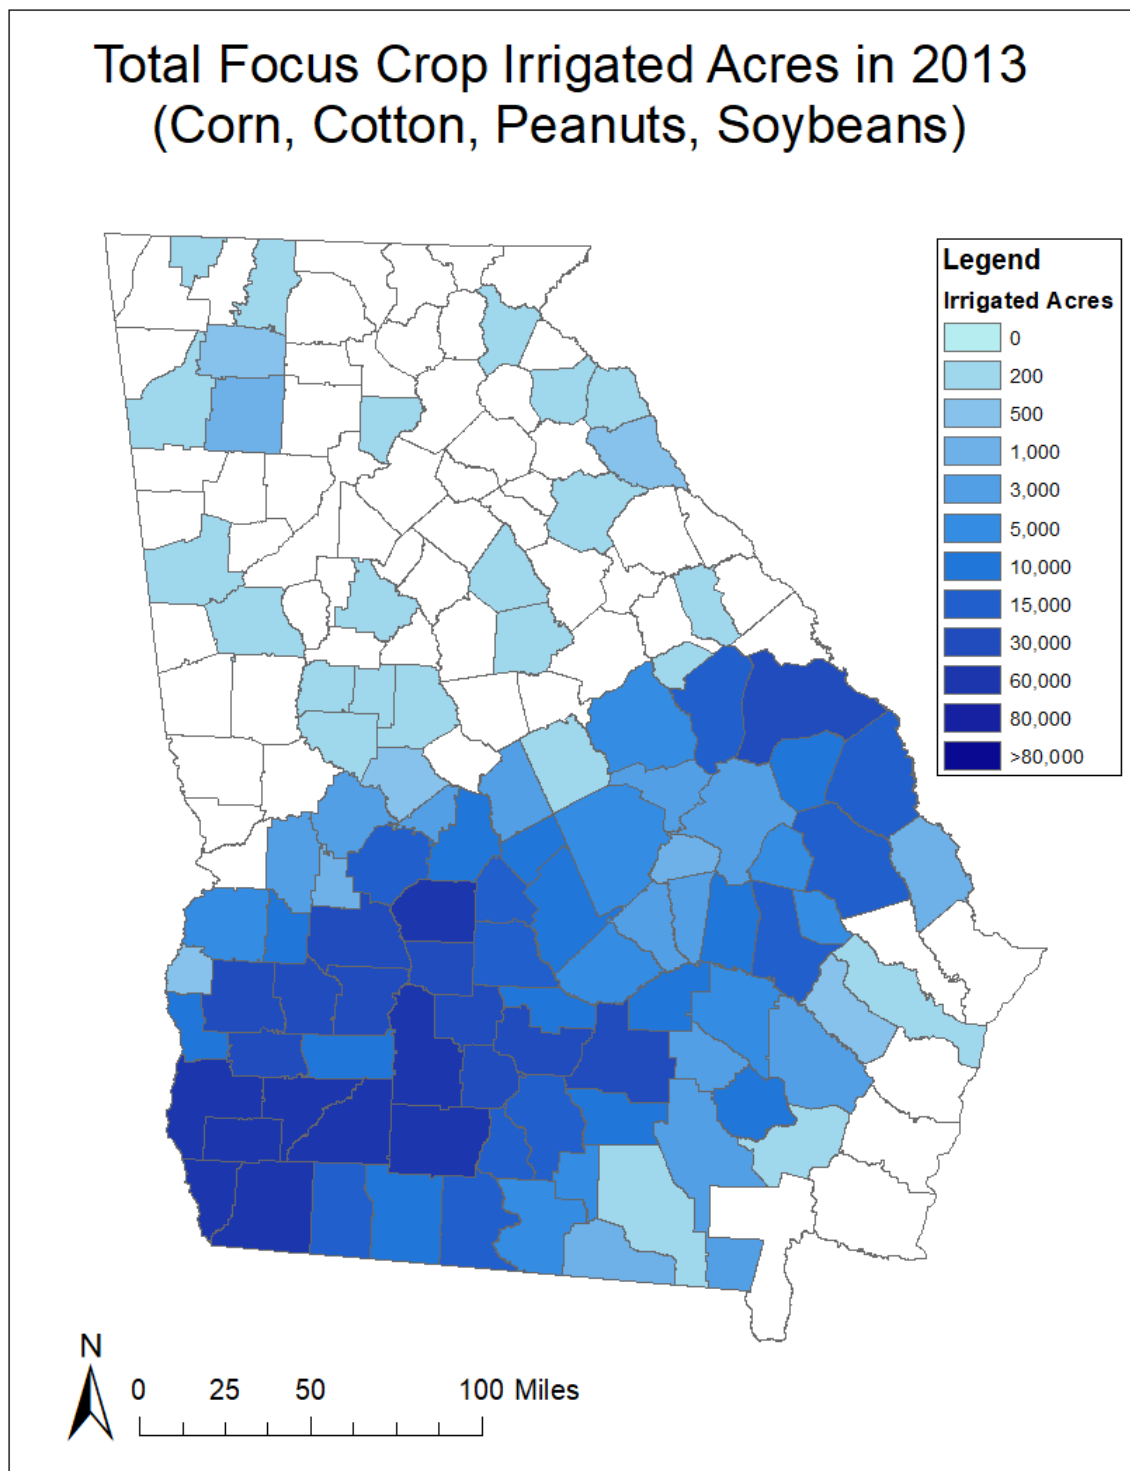 Total Focus Crop Irrigated Acres in 2013
(Corn, Cotton, Peanuts, Soybeans)
Legend
Irrigated Acres
0
200
500
1,000
3,000
5,000
10,000
15,000
30,000
60,000
80,000
>80,000
N
0 25 50 100 Miles